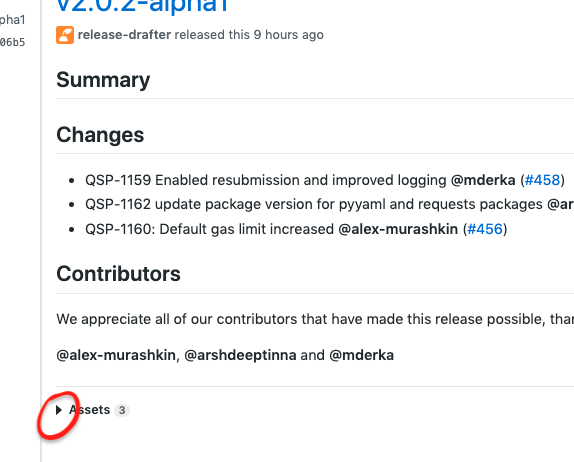 v2.0.2-alpha1
pha1
06b5
release-drafter released this 9 hours ago
Summary
Changes
QSP-1159 Enabled resubmission and improved logging @mderka (#458)
QSP-1162 update package version for pyyaml and requests packages @ar
QSP-1160: Default gas limit increased @alex-murashkin (#456)
Contributors
We appreciate all of our contributors that have made this release possible, than
@alex-murashkin, @arshdeeptinna and @mderka
Assets 3